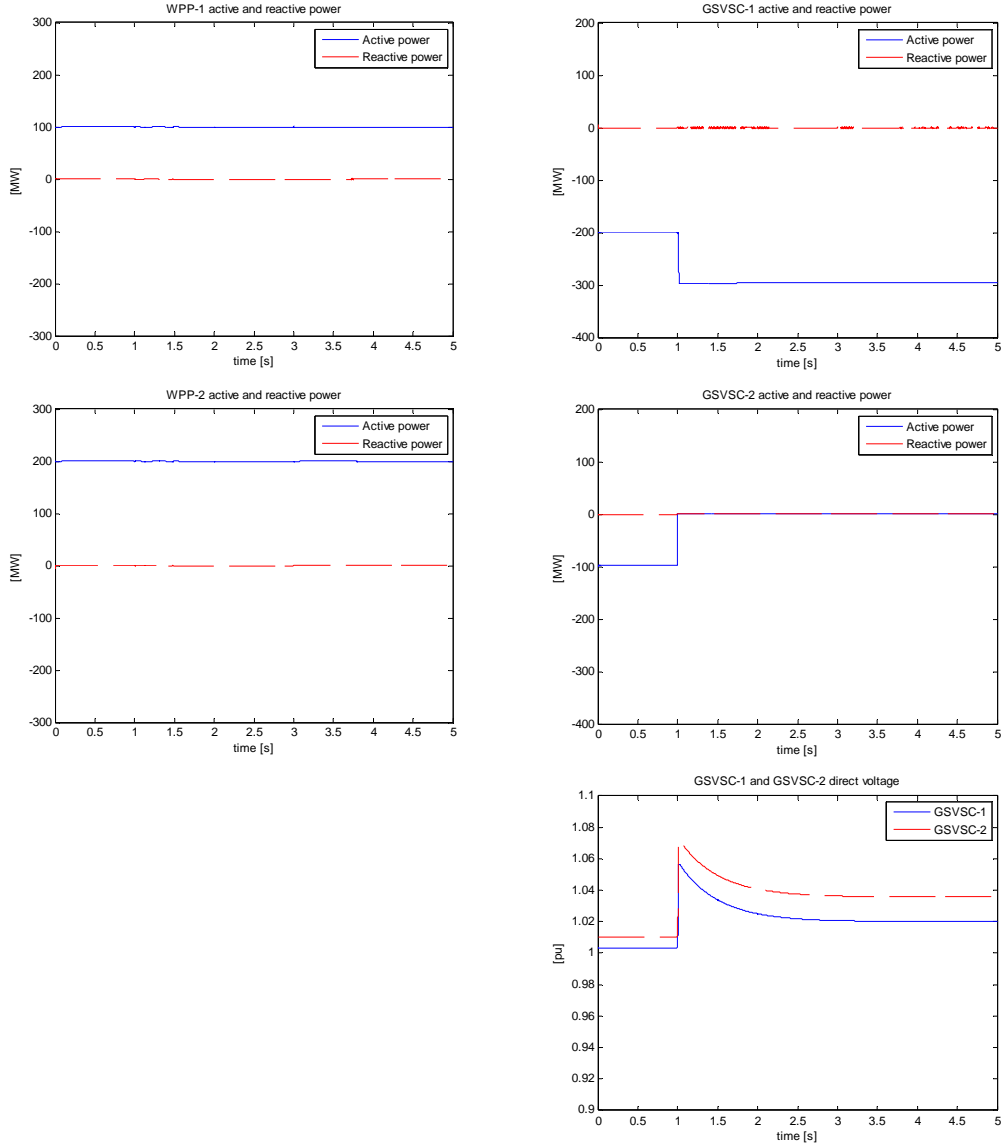 WPP-1 active and reactive power
300
200
100
0
-100
-200
-300
[MW]
Active power
Reactive power
0 0.5 1 1.5 2 2.5 3 3.5 4 4.5 5
time [s]
GSVSC-1 active and reactive power
200
100
0
-100
-200
-300
-400
[MW]
Active power
Reactive power
0 0.5 1 1.5 2 2.5 3 3.5 4 4.5 5
time [s]
WPP-2 active and reactive power
300
200
100
0
-100
-200
-300
[MW]
Active power
Reactive power
0 0.5 1 1.5 2 2.5 3 3.5 4 4.5 5
time [s]
GSVSC-2 active and reactive power
200
100
0
-100
-200
-300
-400
[MW]
Active power
Reactive power
0 0.5 1 1.5 2 2.5 3 3.5 4 4.5 5
time [s]
GSVSC-1 and GSVSC-2 direct voltage
1.1
1.08
1.06
1.04
1.02
1
0.98
0.96
0.94
0.92
0.9
[pu]
GSVSC-1
GSVSC-2
0 0.5 1 1.5 2 2.5 3 3.5 4 4.5 5
time [s]